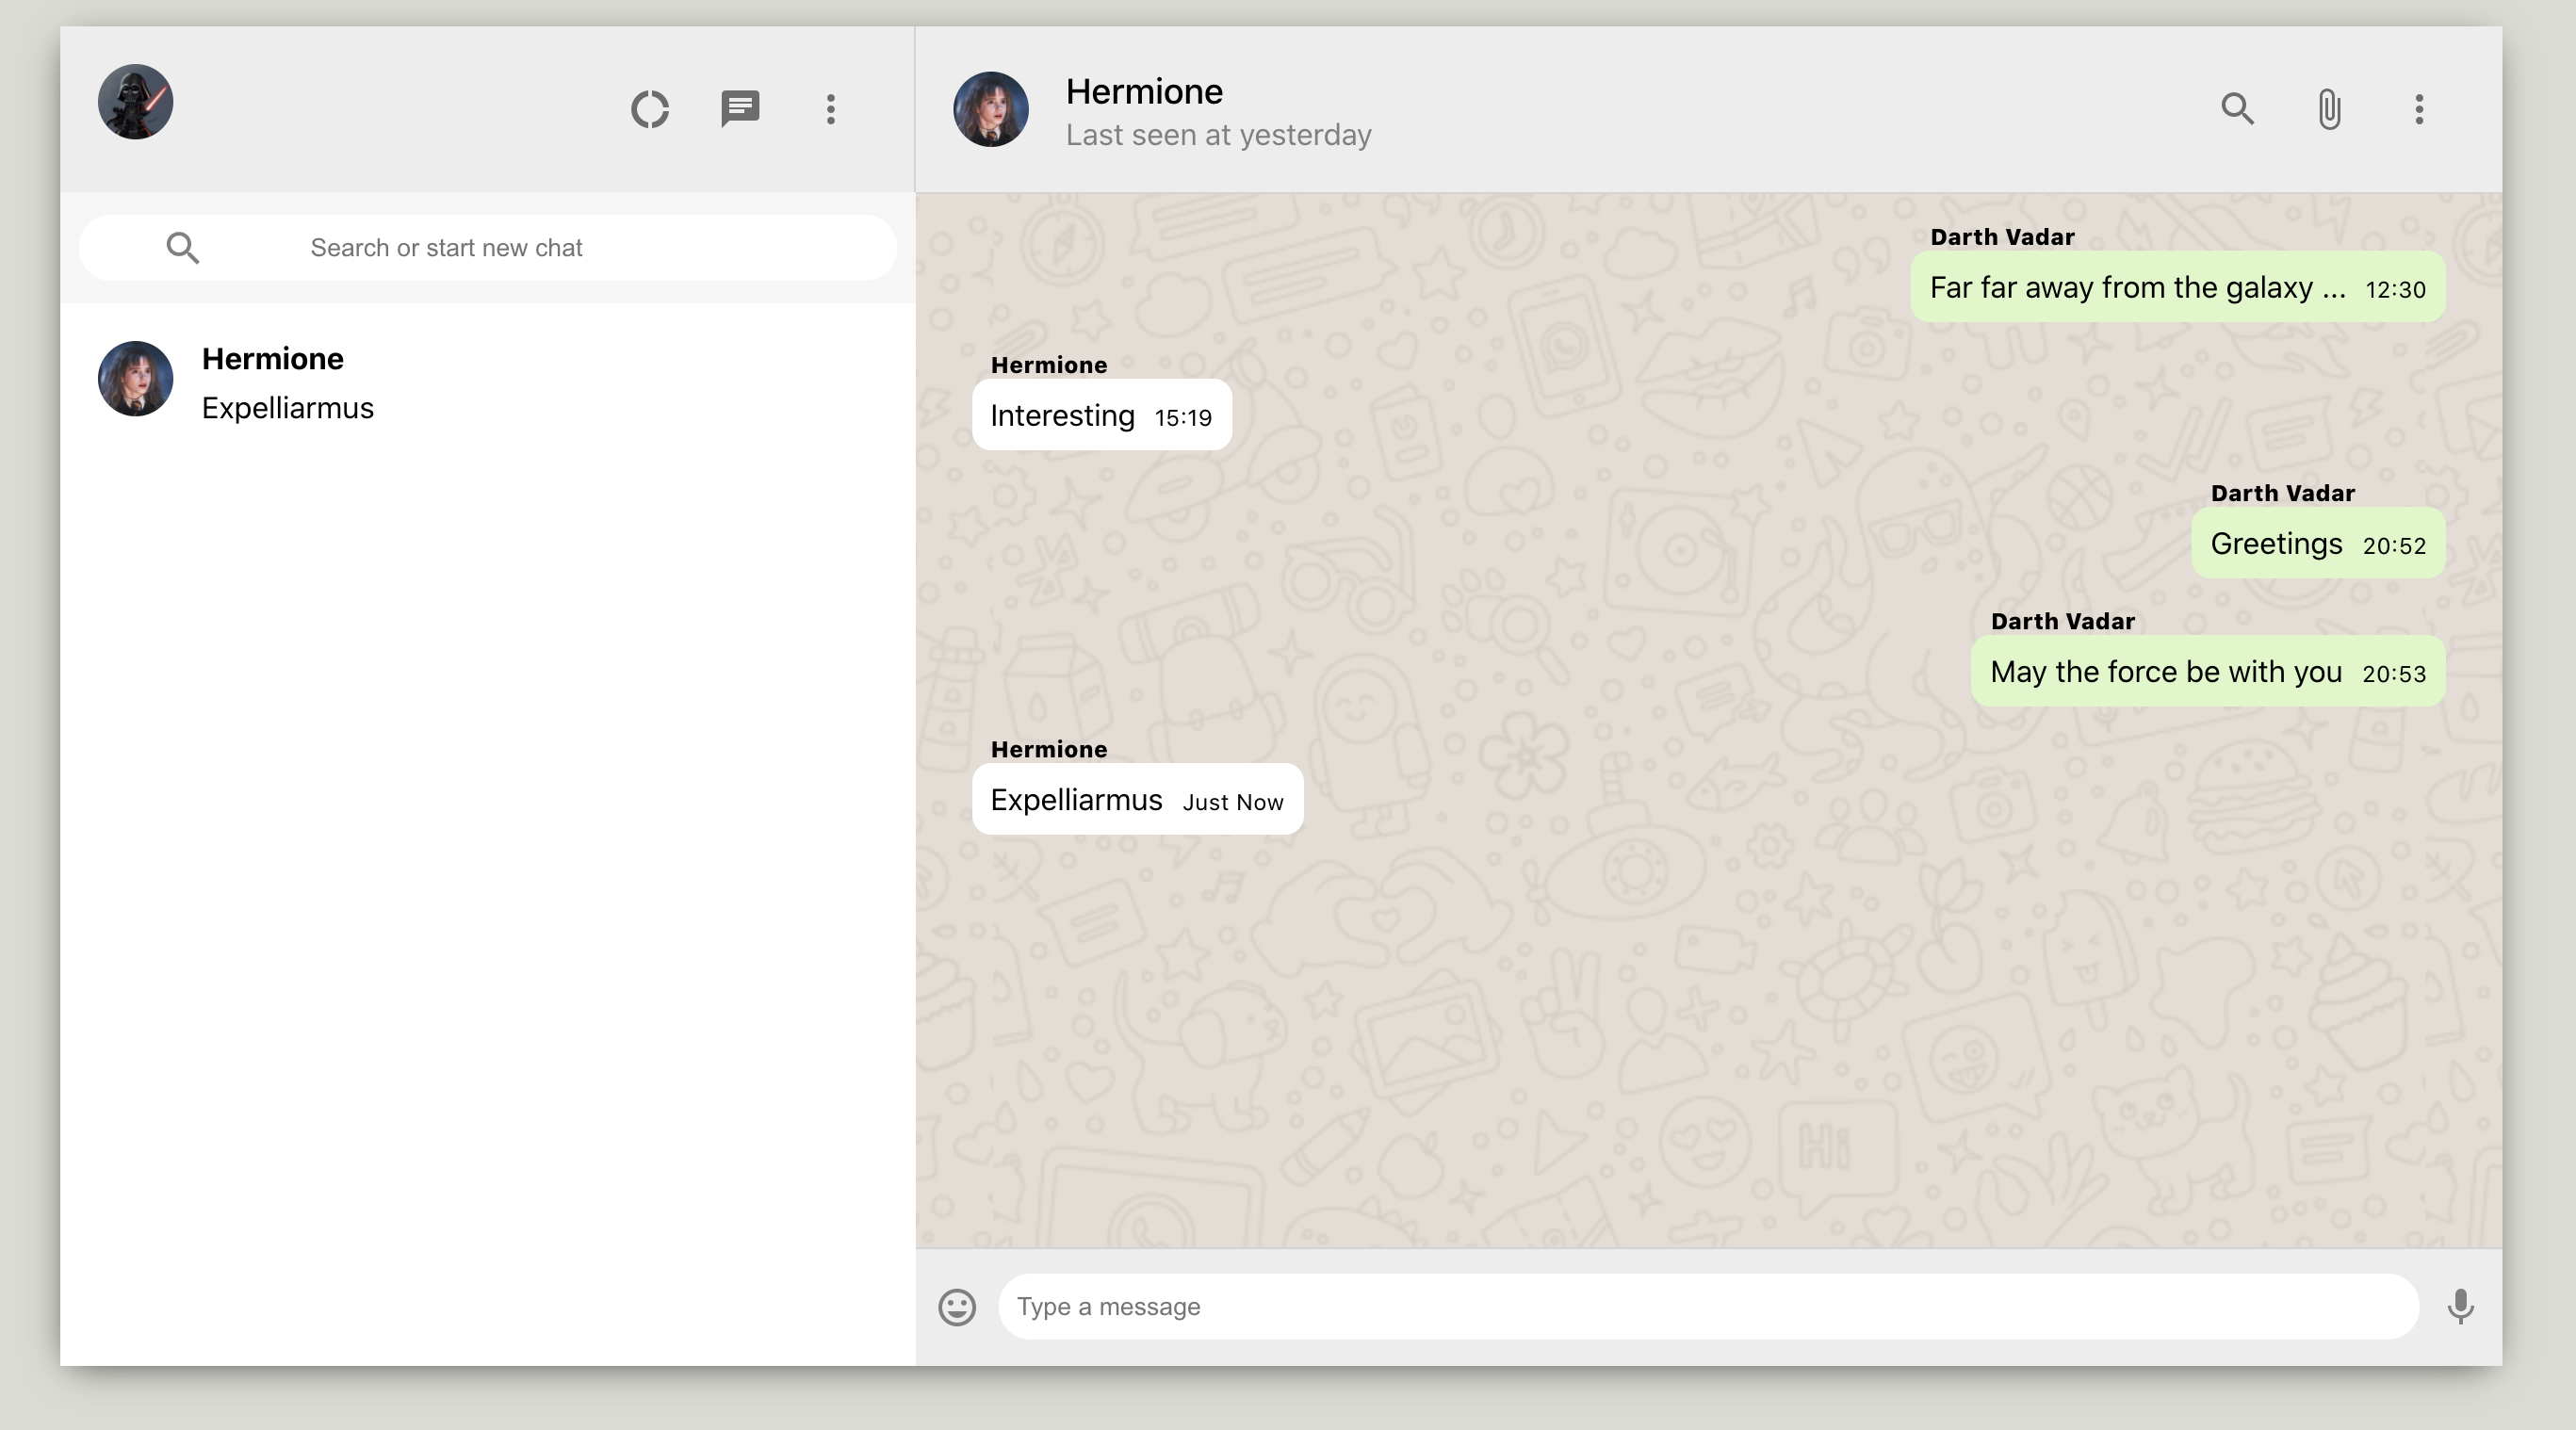 Hermione
Last seen at yesterday
Search or start new chat
Hermione
Expelliarmus
Darth Vadar
Far far away from the galaxy ... 12:30
Hermione
Interesting 15:19
Darth Vadar
Greetings 20:52
Darth Vadar
May the force be with you 20:53
Hermione
Expelliarmus Just Now
Hi
Type a message